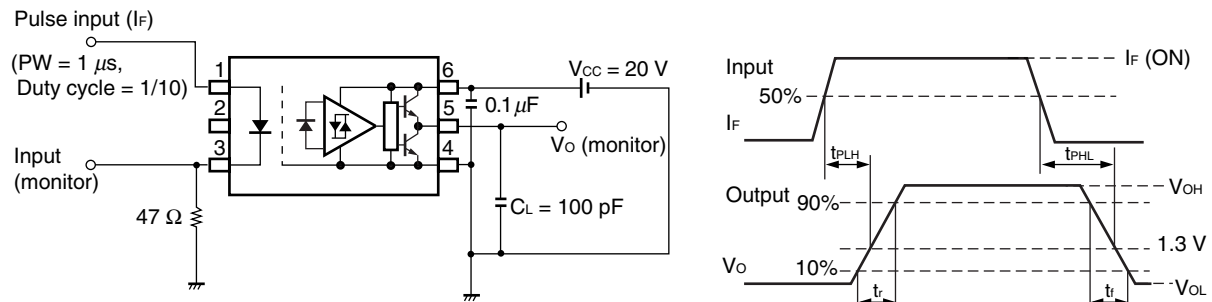 Pulse input (IF)
(PW = 1 μs,
Duty cycle = 1/10)
1
2
3
6
5
4
VCC = 20 V
0.1 μF
VO (monitor)
Input
(monitor)
47 Ω
CL = 100 pF
Input
50%
IF
IF (ON)
tPLH
tPHL
Output
90%
VOH
1.3 V
VO
10%
VOL
tr
tf